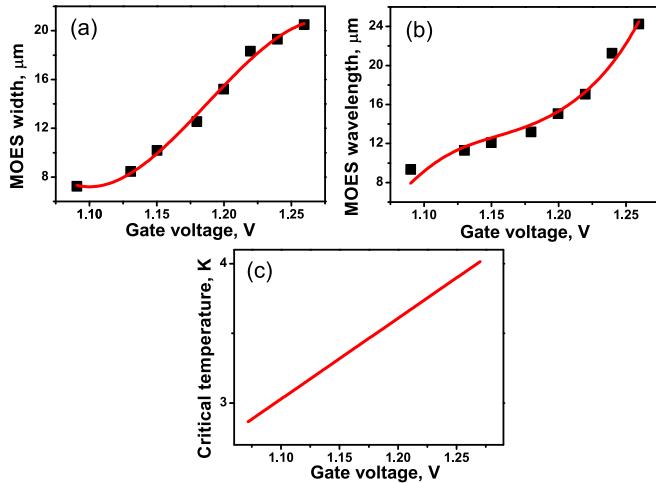 (a)
MOES width, μm
20
16
12
8
1.10 1.15 1.20 1.25
Gate voltage, V
(b)
MOES wavelength, μm
24
20
16
12
8
1.10 1.15 1.20 1.25
Gate voltage, V
(c)
Critical temperature, K
4
3
1.10 1.15 1.20 1.25
Gate voltage, V